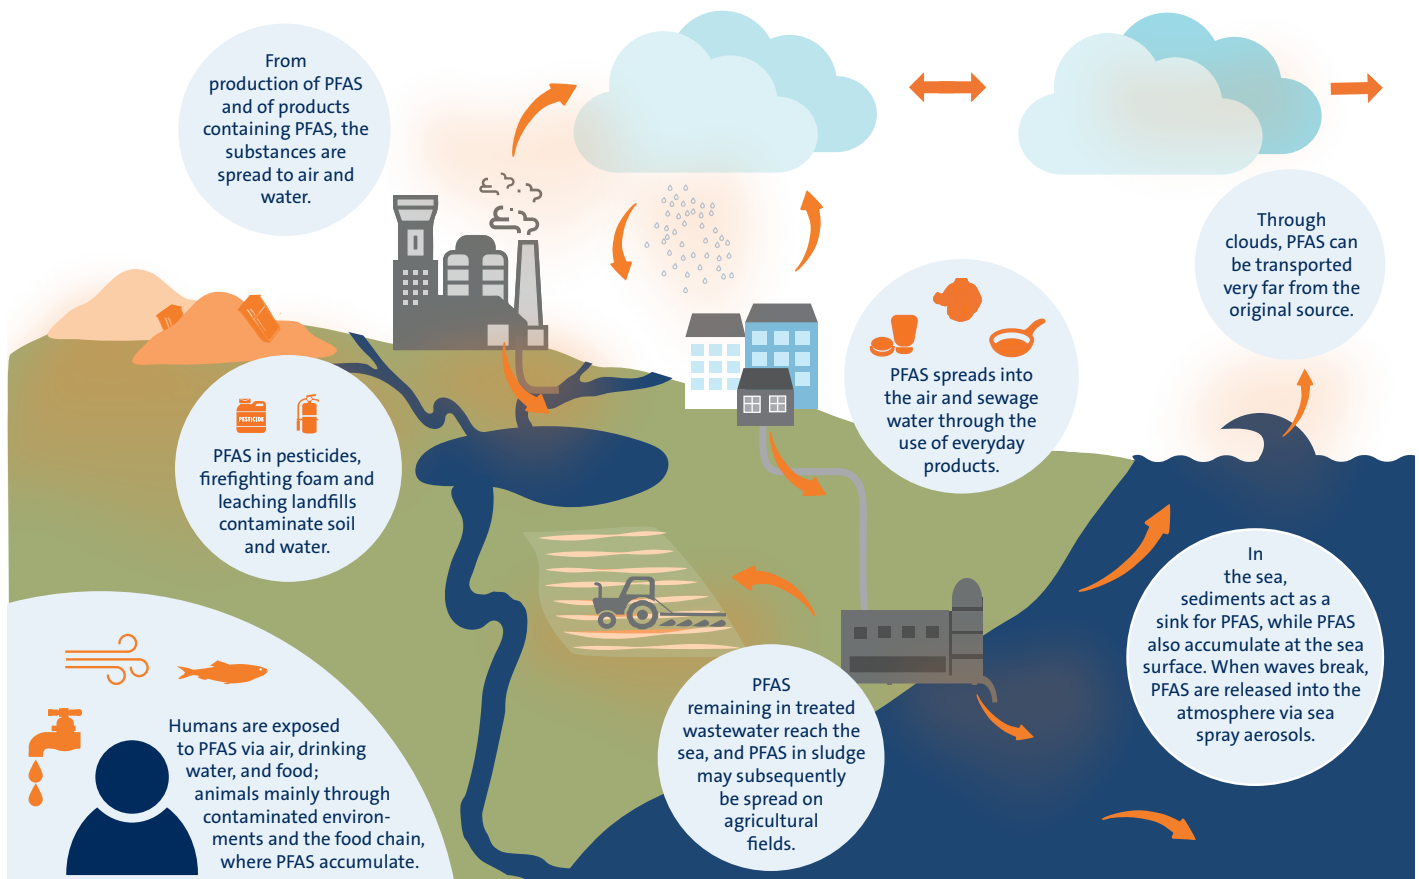 From
production of PFAS
and of products
containing PFAS, the
substances are
spread to air and
water.
Through
clouds, PFAS can
be transported
very far from the
original source.
PFAS spreads into
the air and sewage
water through the
use of everyday
products.
PESTICIDE
PFAS in pesticides,
firefighting foam and
leaching landfills
contaminate soil
and water.
In
the sea,
sediments act as a
sink for PFAS, while PFAS
also accumulate at the sea
surface. When waves break,
PFAS are released into the
atmosphere via sea
spray aerosols.
PFAS
remaining in treated
wastewater reach the
sea, and PFAS in sludge
may subsequently
be spread on
agricultural
fields.
Humans are exposed
to PFAS via air, drinking
water, and food;
animals mainly through
contaminated environ-
ments and the food chain,
where PFAS accumulate.